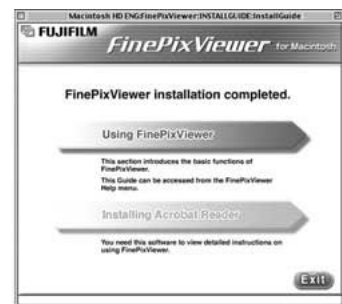 Macintosh HD ENG:FinePixViewer:INSTALLGUIDE:InstallGuide
FUJIFILM
FinePixViewer for Macintosh
FinePixViewer installation completed.
Using FinePixViewer
This section introduces the basic functions of
FinePixViewer.
This Guide can be accessed from the FinePixViewer
Help menu.
Installing Acrobat Reader
You need this software to view detailed instructions on
using FinePixViewer.
Exit